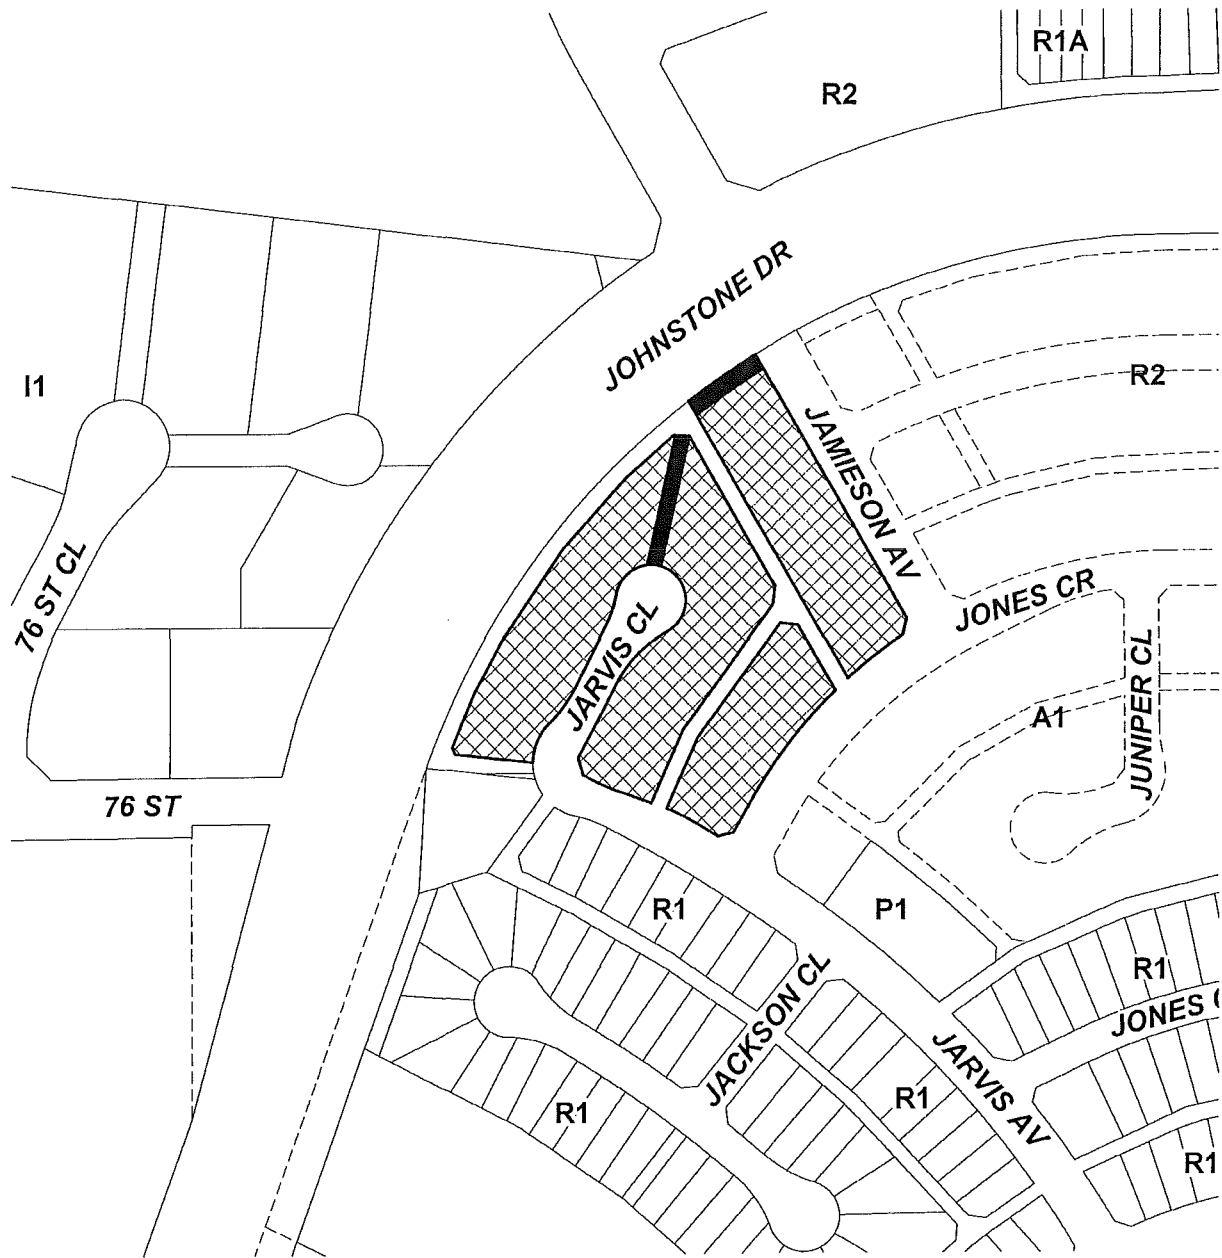 R1A
R2
JOHNSTONE DR
I1
R2
JAMIESON AV
76 ST CL
JONES CR
JARVIS CL
JUNIPER CL
A1
76 ST
R1
P1
R1
JACKSON CL
JONES
JARVIS AV
R1
R1
R1